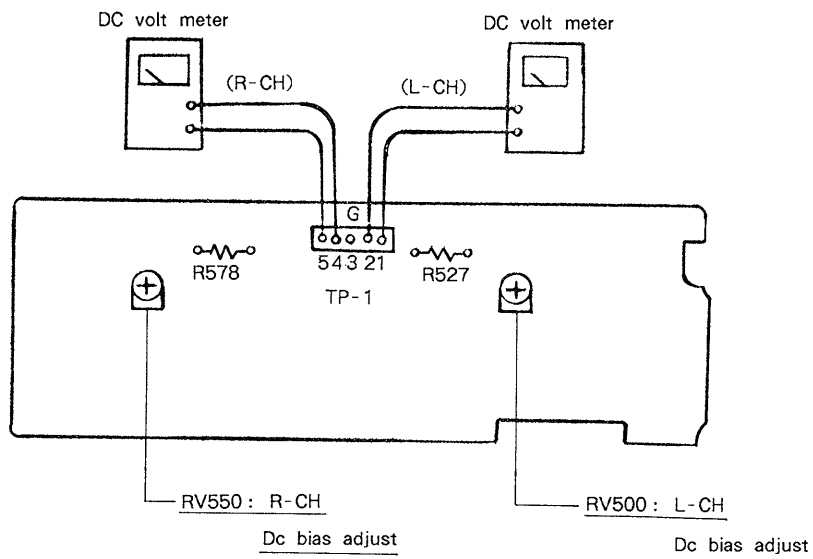 DC volt meter
DC volt meter
(R-CH)
(L-CH)
G
5 4 3 2 1
R578
R527
TP-1
RV550 : R-CH
RV500 : L-CH
Dc bias adjust
Dc bias adjust